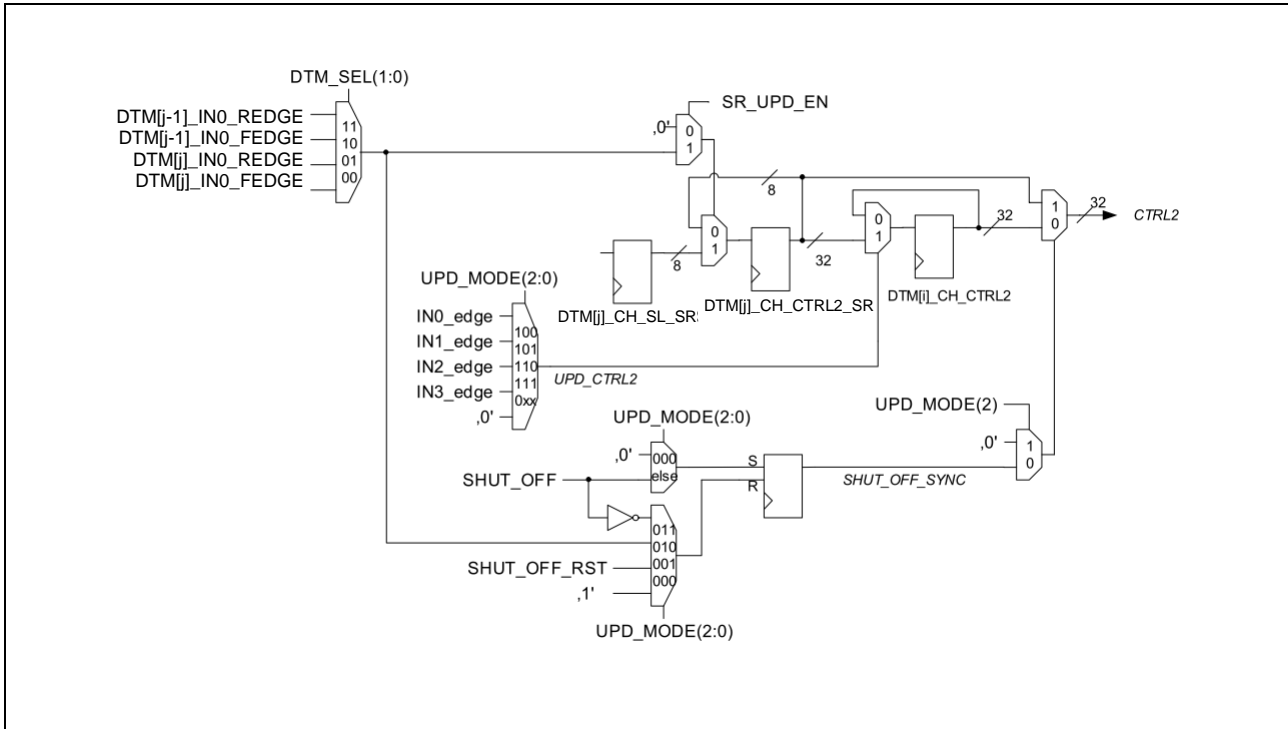 DTM_SEL(1:0)
DTM[j-1]_IN0_REDGE
DTM[j-1]_IN0_FEDGE
DTM[j]_IN0_REDGE
DTM[j]_IN0_FEDGE
11
10
01
00
SR_UPD_EN
‚0'
0
1
8
0
1
8
32
0
1
32
1
0
32
CTRL2
DTM[j]_CH_SL_SR
DTM[j]_CH_CTRL2_SR
DTM[i]_CH_CTRL2
UPD_MODE(2:0)
IN0_edge
IN1_edge
IN2_edge
IN3_edge
‚0'
100
101
110
111
0xx
UPD_CTRL2
UPD_MODE(2:0)
‚0'
000
else
SHUT_OFF
S
R
SHUT_OFF_SYNC
UPD_MODE(2)
‚0'
1
0
011
010
001
000
SHUT_OFF_RST
‚1'
UPD_MODE(2:0)